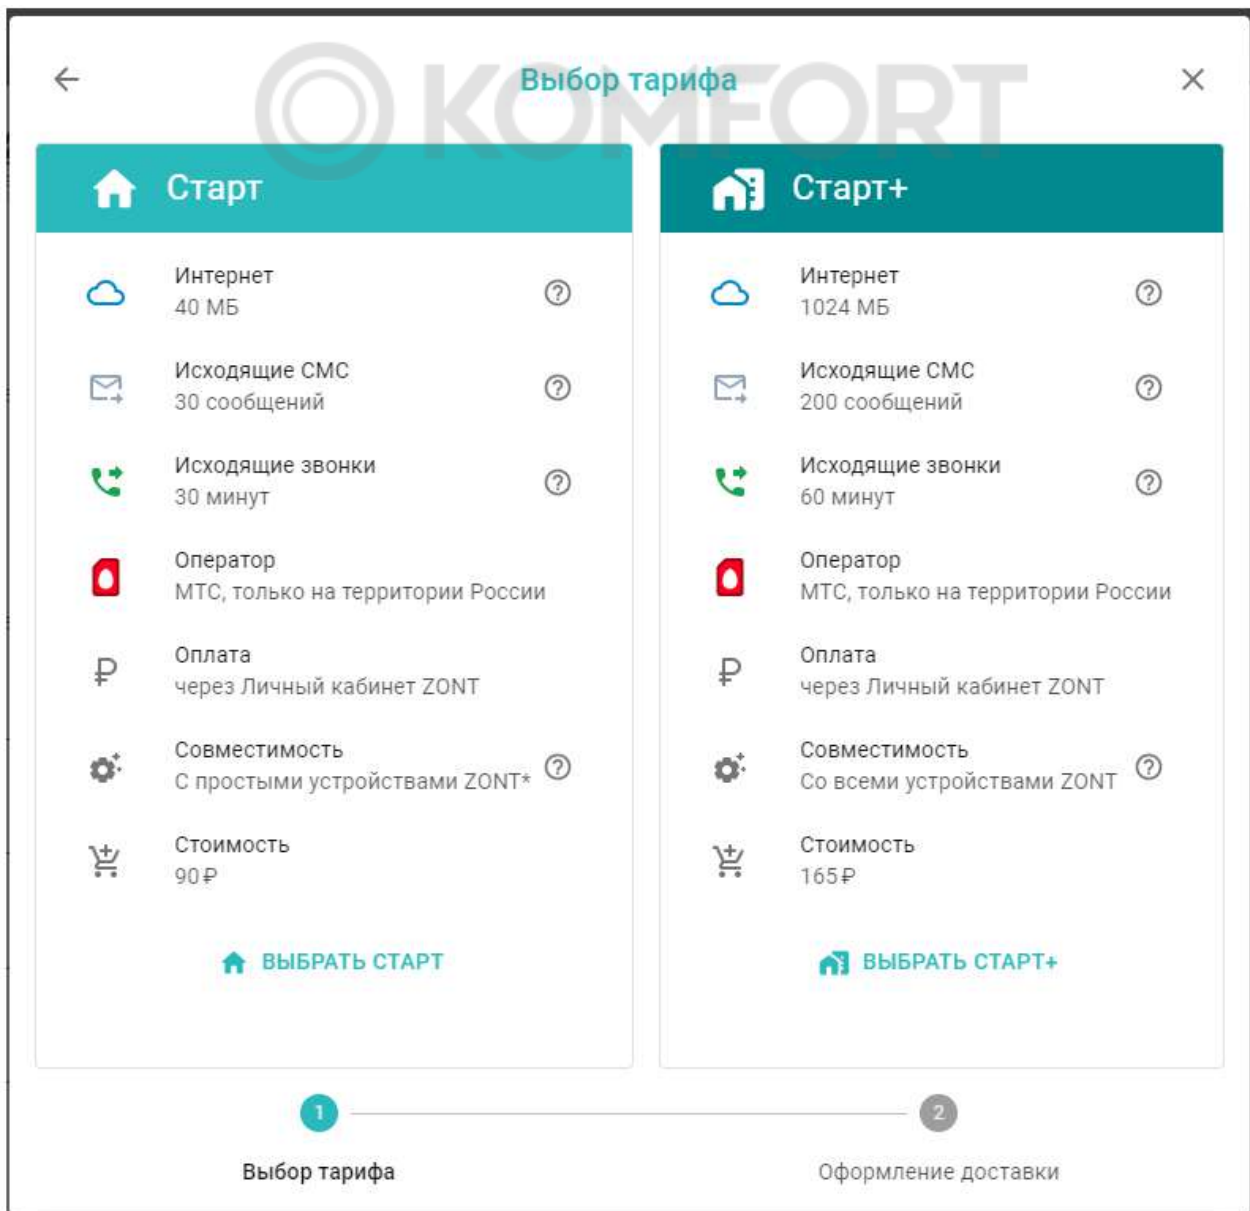 KOMFORT
Выбор тарифа
Старт
Интернет
40 МБ
Исходящие СМС
30 сообщений
Исходящие звонки
30 минут
Оператор
МТС, только на территории России
Оплата
через Личный кабинет ZONT
Совместимость
С простыми устройствами ZONT*
Стоимость
90 ₽
ВЫБРАТЬ СТАРТ
Старт+
Интернет
1024 МБ
Исходящие СМС
200 сообщений
Исходящие звонки
60 минут
Оператор
МТС, только на территории России
Оплата
через Личный кабинет ZONT
Совместимость
Со всеми устройствами ZONT
Стоимость
165 ₽
ВЫБРАТЬ СТАРТ+
1
2
Выбор тарифа
Оформление доставки